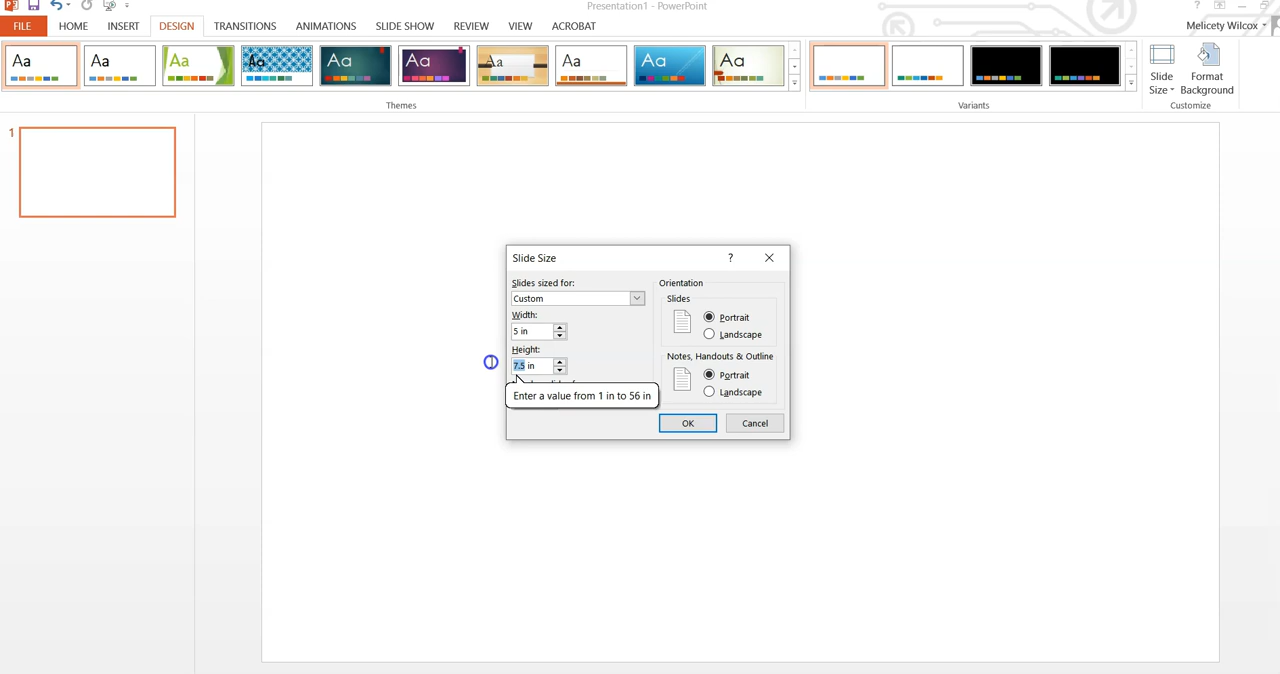 Presentation1 - PowerPoint
?
FILE HOME INSERT DESIGN TRANSITIONS ANIMATIONS SLIDE SHOW REVIEW VIEW ACROBAT
Melicety Wilcox
Aa Aa Aa Aa Aa Aa Aa Aa Aa Aa
Slide Size
Format Background
Themes
Variants
Customize
1
Slide Size
?
Slides sized for:
Custom
Width:
5 in
Height:
7.5 in
Enter a value from 1 in to 56 in
Orientation
Slides
Portrait
Landscape
Notes, Handouts & Outline
Portrait
Landscape
OK
Cancel